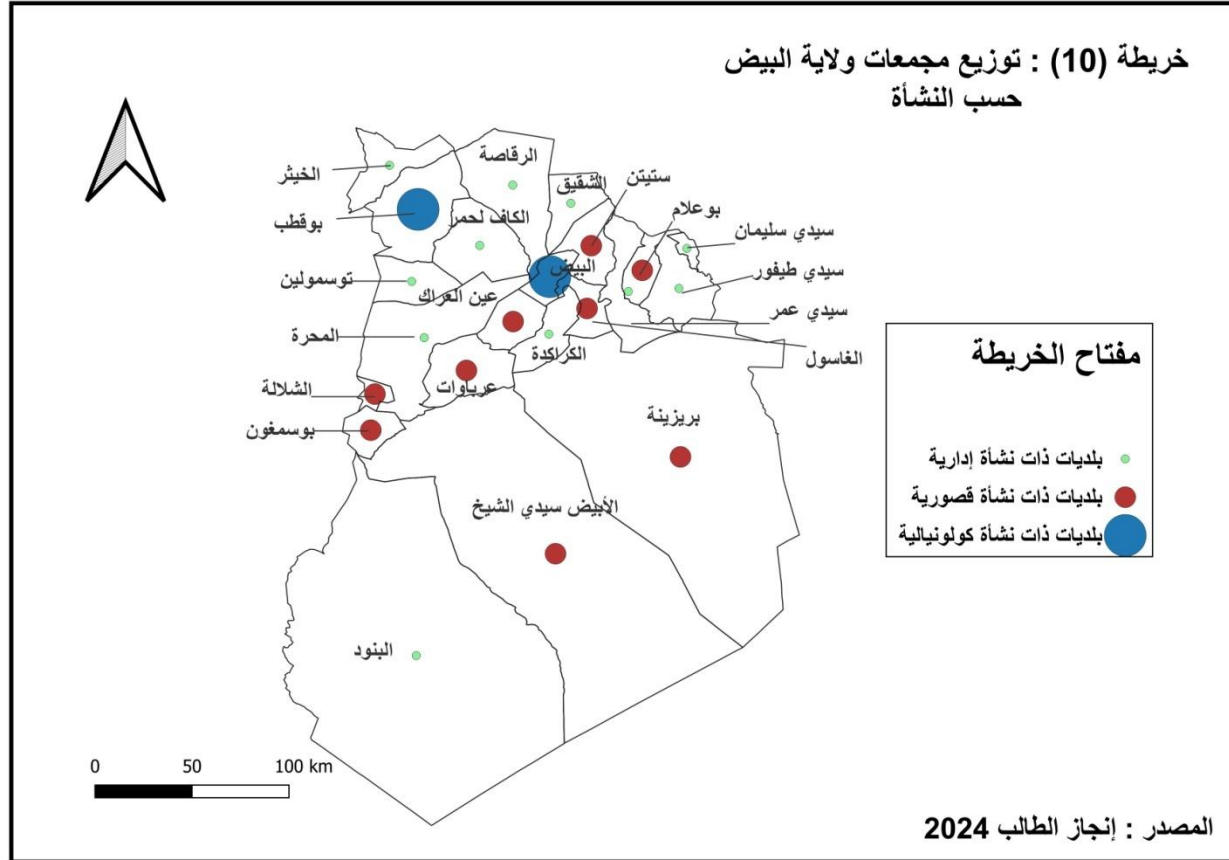 خريطة (10) : توزيع مجمعات ولاية البيض
حسب النشأة
الخيثر
الرقاصة
الشقيق
ستيتن
بوعلام
سيدي سليمان
بوقطب
الكاف لحمر
سيدي طيفور
توسمولين
البيض
عين العراك
سيدي عمر
المحرة
الكراكدة
الغاسول
الشلالة
عرباوات
بوسمغون
بريزينة
الأبيض سيدي الشيخ
البنود
مفتاح الخريطة
بلديات ذات نشأة إدارية
بلديات ذات نشأة قصورية
بلديات ذات نشأة كولونيالية
0 50 100 km
المصدر : إنجاز الطالب 2024